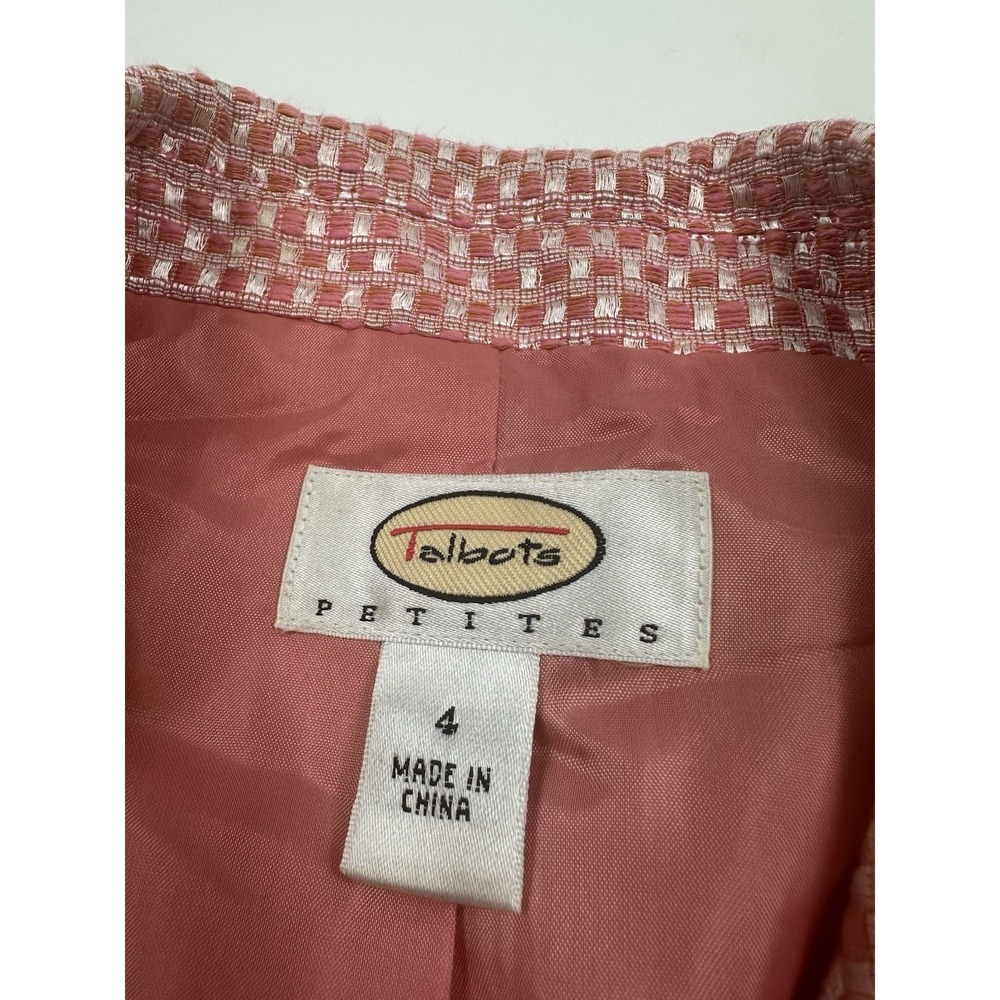 Talbots
PETITES
4
MADE IN
CHINA